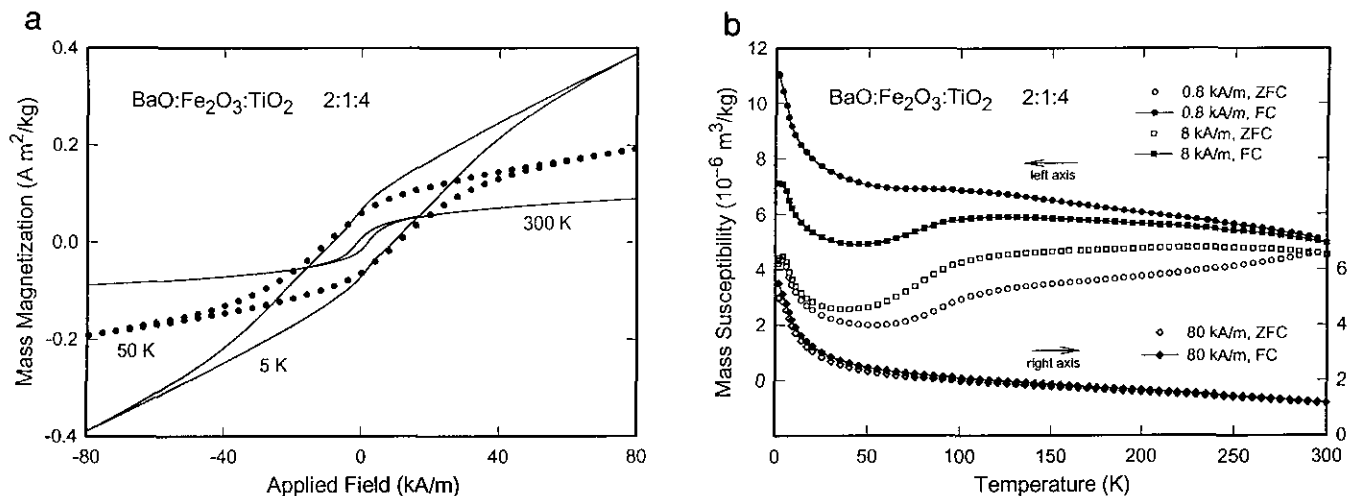 a
0.4
0.2
0.0
-0.2
-0.4
Mass Magnetization (A m²/kg)
BaO:Fe₂O₃:TiO₂ 2:1:4
300 K
50 K
5 K
-80
-40
0
40
80
Applied Field (kA/m)
b
12
10
8
6
4
2
0
Mass Susceptibility (10⁻⁶ m³/kg)
BaO:Fe₂O₃:TiO₂ 2:1:4
0.8 kA/m, ZFC
0.8 kA/m, FC
8 kA/m, ZFC
8 kA/m, FC
left axis
80 kA/m, ZFC
80 kA/m, FC
right axis
6
4
2
0
0
50
100
150
200
250
300
Temperature (K)